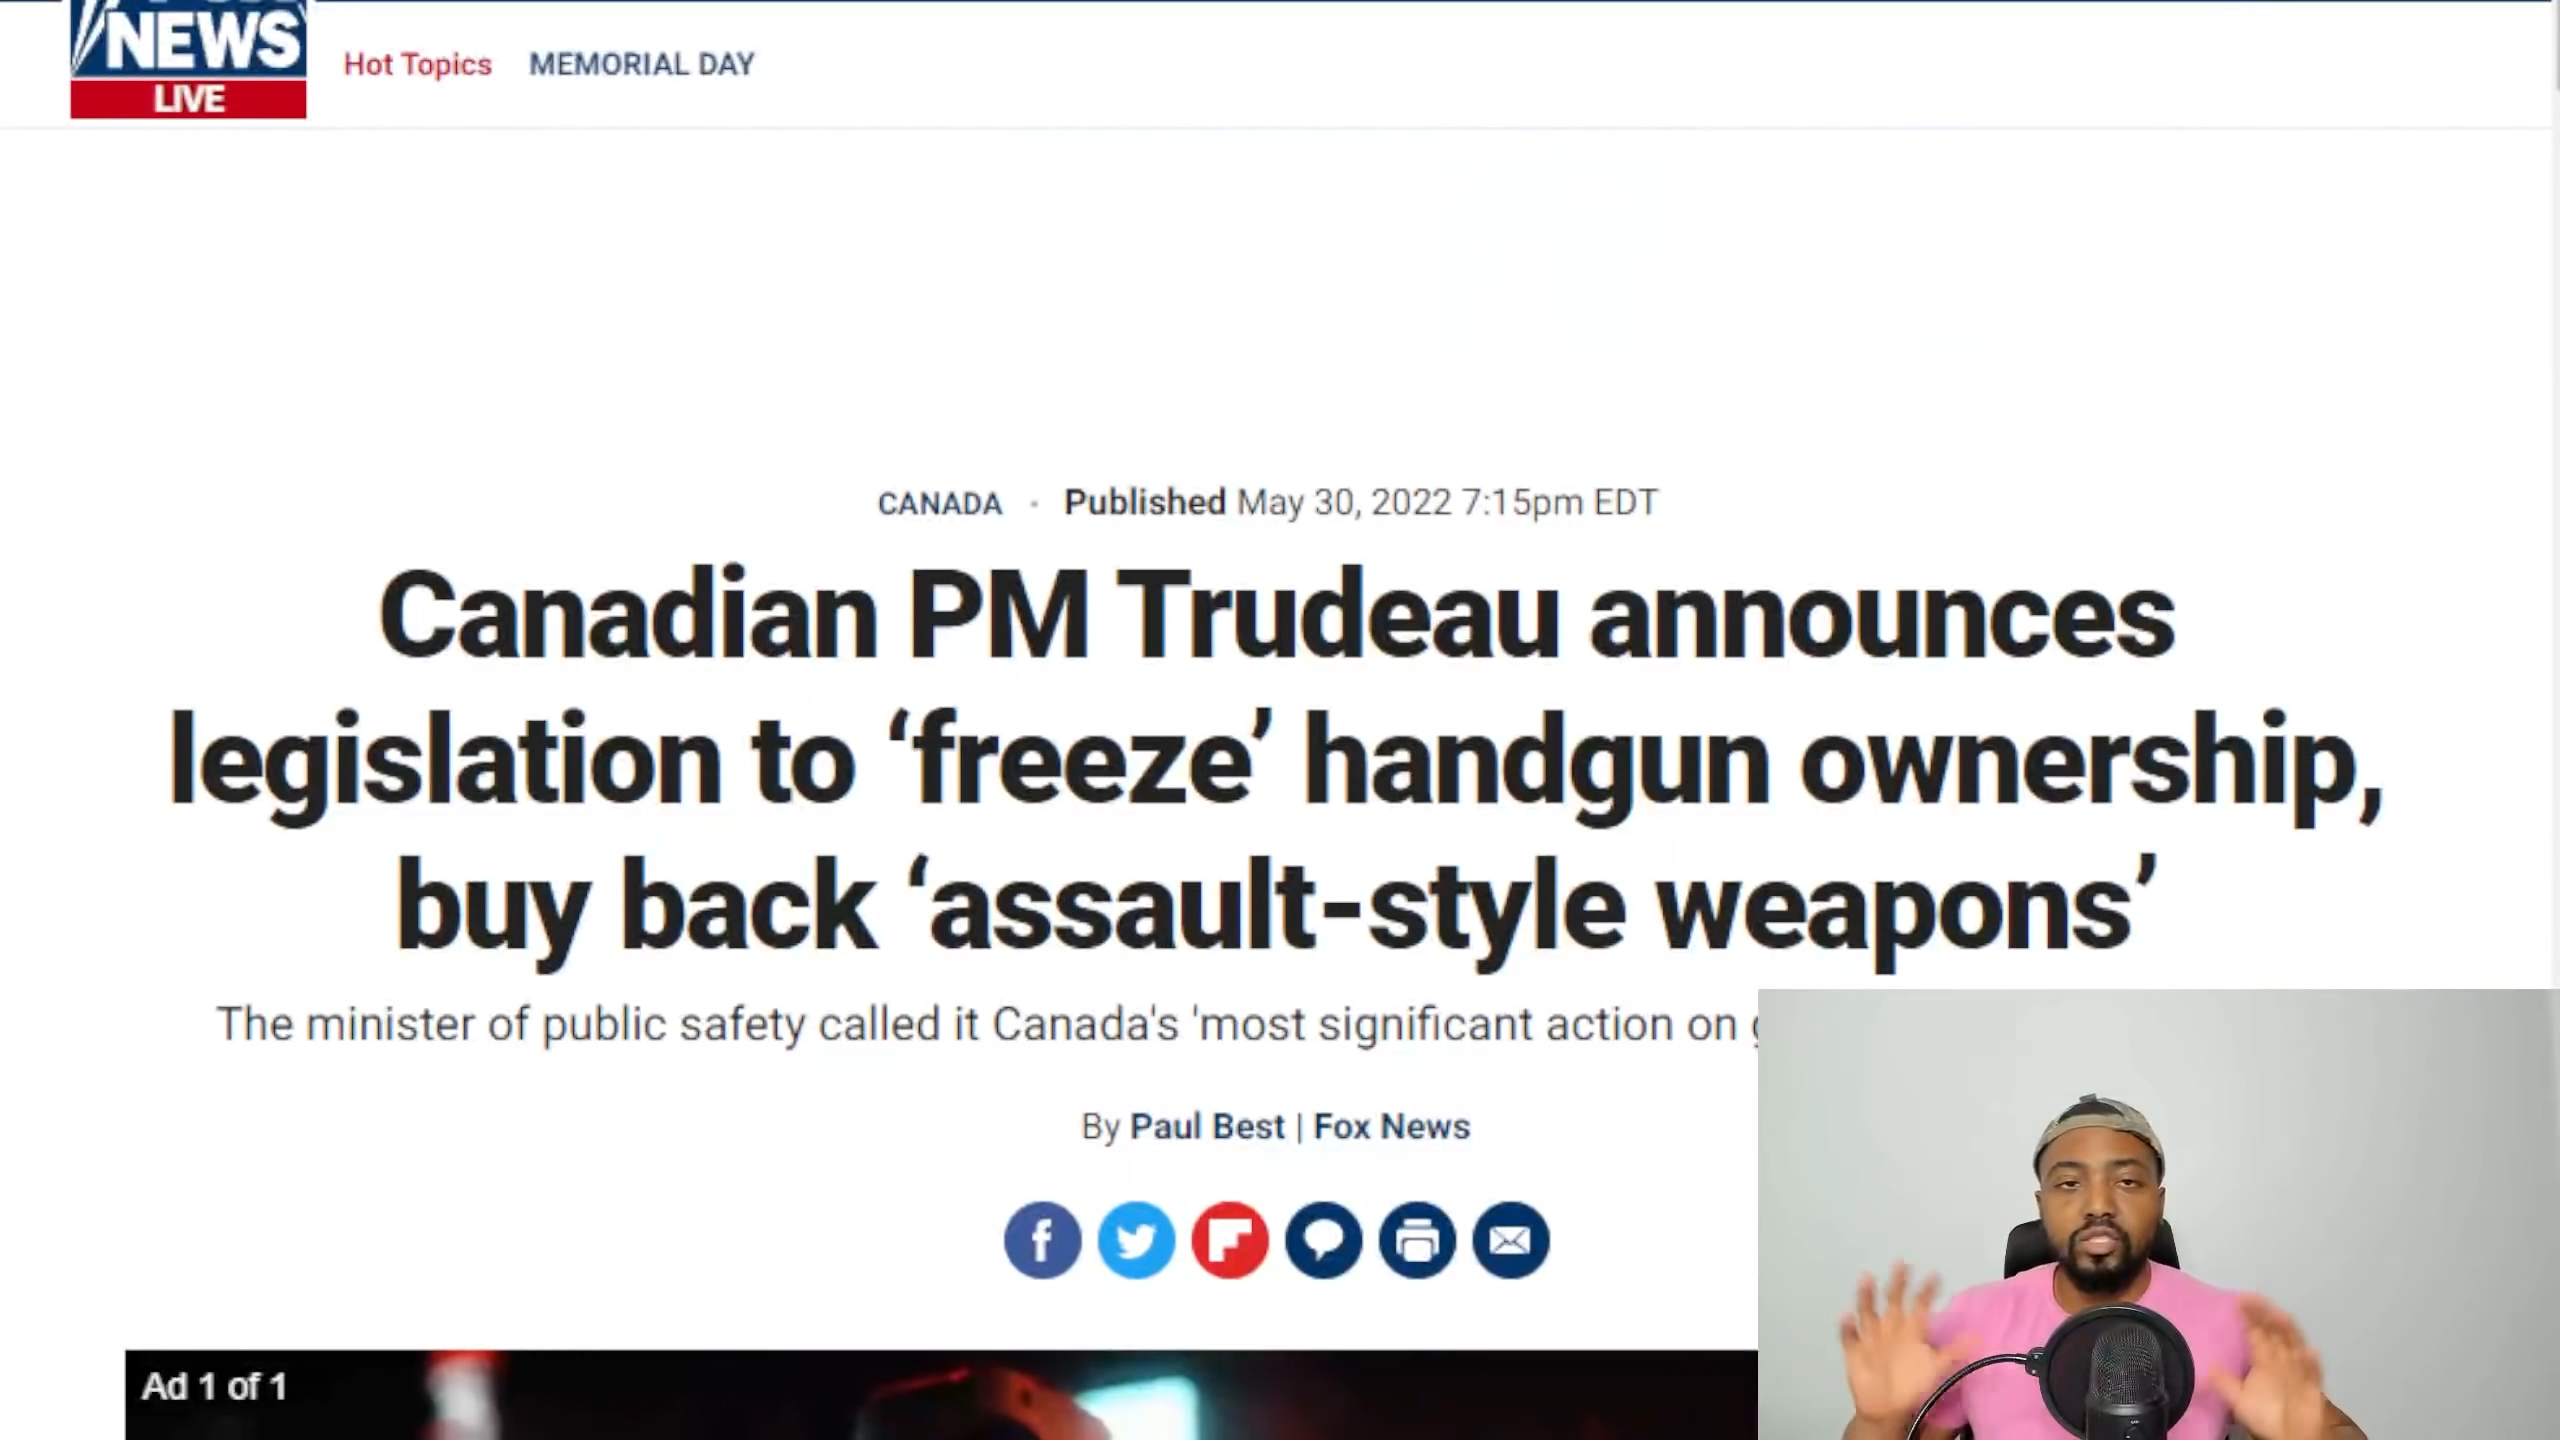 NEWS
LIVE
Hot Topics MEMORIAL DAY
CANADA · Published May 30, 2022 7:15pm EDT
Canadian PM Trudeau announces
legislation to ‘freeze’ handgun ownership,
buy back ‘assault-style weapons’
The minister of public safety called it Canada's 'most significant action on
By Paul Best | Fox News
Ad 1 of 1